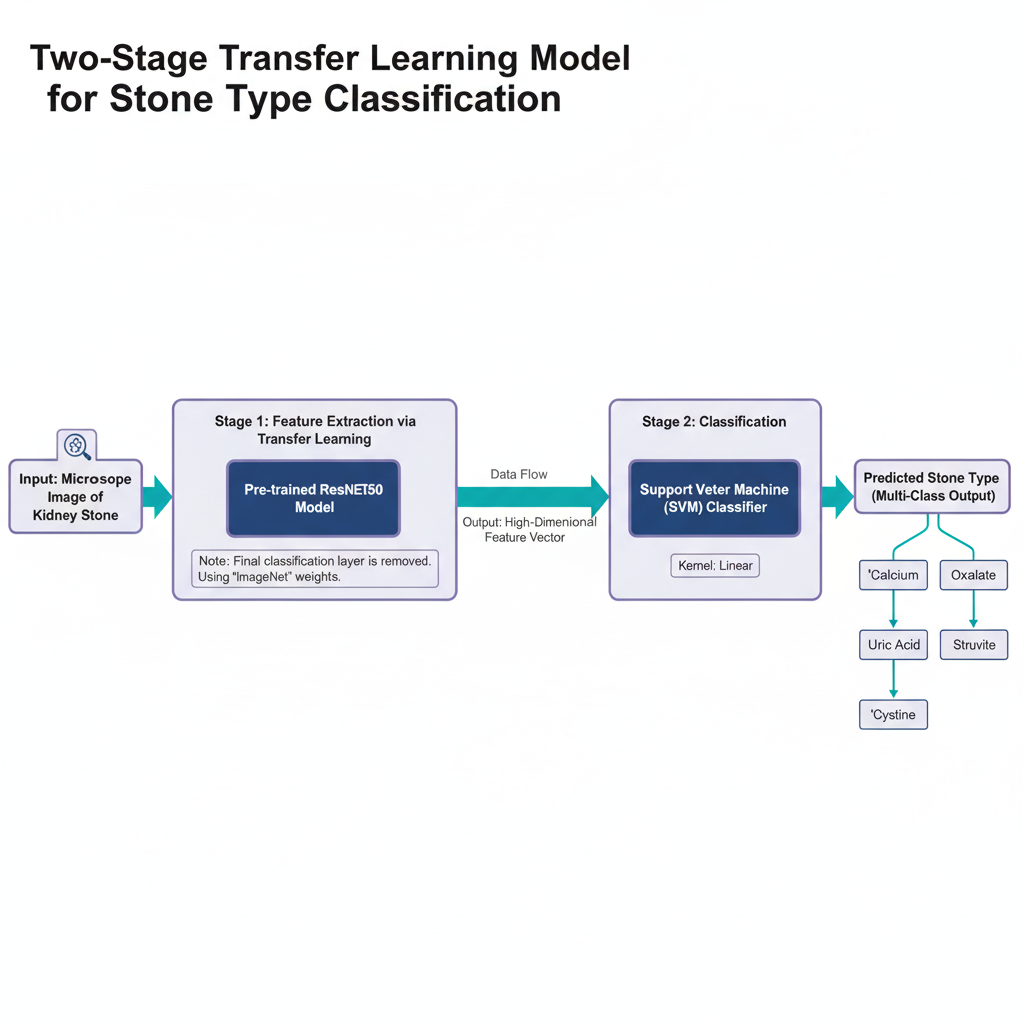 Two-Stage Transfer Learning Model
for Stone Type Classification
Input: Microsope
Image of
Kidney Stone
Stage 1: Feature Extraction via
Transfer Learning
Pre-trained ResNET50
Model
Note: Final classification layer is removed.
Using "ImageNet" weights.
Data Flow
Output: High-Dimenional
Feature Vector
Stage 2: Classification
Support Veter Machine
(SVM) Classifier
Kernel: Linear
Predicted Stone Type
(Multi-Class Output)
'Calcium
Oxalate
Uric Acid
Struvite
'Cystine